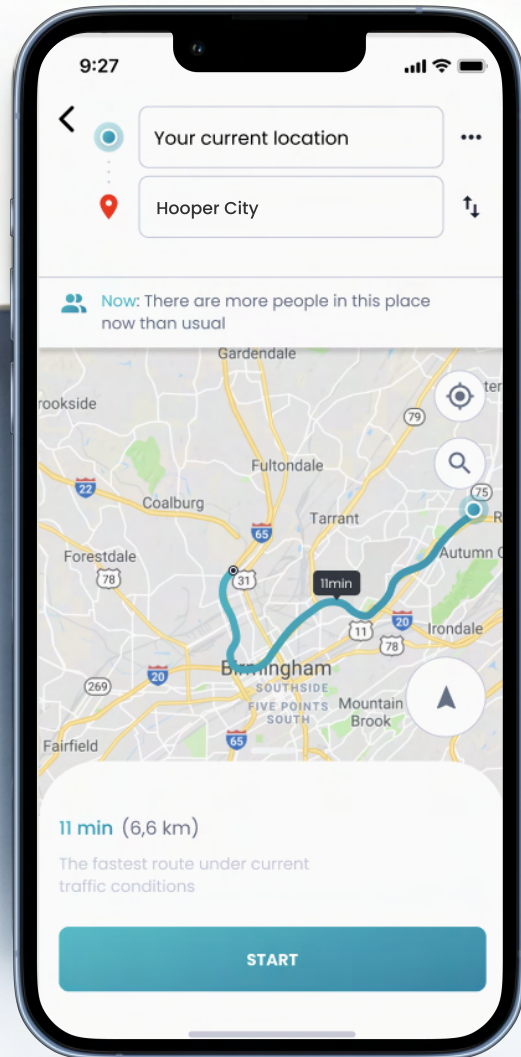 9:27
Your current location
Hooper City
Now: There are more people in this place
now than usual
Gardendale
rookside
79
Fultondale
22
75
Coalburg
Tarrant
65
Forestdale
Autumn
78
31
11min
20
Irondale
11
78
Birmingham
20
SOUTHSIDE
269
FIVE POINTS
SOUTH
Mountain
Brook
65
Fairfield
11 min (6,6 km)
The fastest route under current
traffic conditions
START